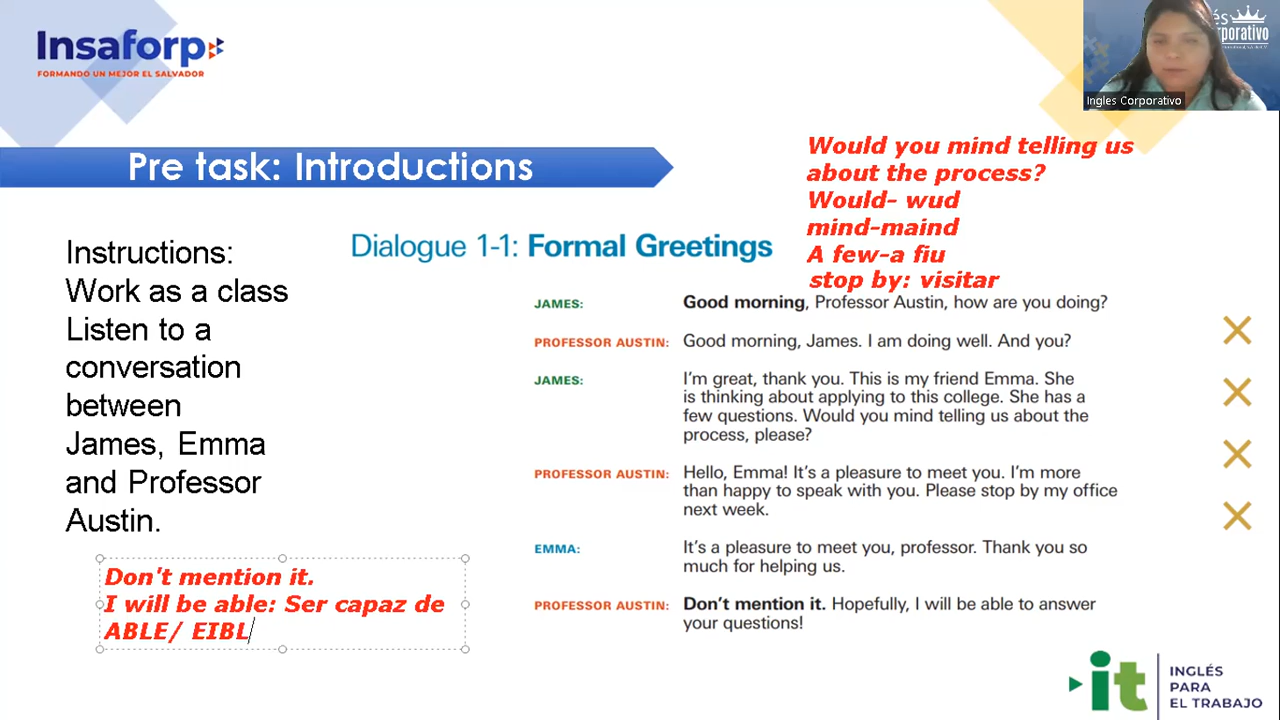 Insaforp
FORMANDO UN MEJOR EL SALVADOR
Ingles Corporativo
Pre task: Introductions
Would you mind telling us
about the process?
Would- wud
mind-maind
A few-a fiu
stop by: visitar
Instructions:
Work as a class
Listen to a
conversation
between
James, Emma
and Professor
Austin.
Dialogue 1-1: Formal Greetings
JAMES: Good morning, Professor Austin, how are you doing?
PROFESSOR AUSTIN: Good morning, James. I am doing well. And you?
JAMES: I'm great, thank you. This is my friend Emma. She
is thinking about applying to this college. She has a
few questions. Would you mind telling us about the
process, please?
PROFESSOR AUSTIN: Hello, Emma! It's a pleasure to meet you. I'm more
than happy to speak with you. Please stop by my office
next week.
EMMA: It's a pleasure to meet you, professor. Thank you so
much for helping us.
PROFESSOR AUSTIN: Don't mention it. Hopefully, I will be able to answer
your questions!
Don't mention it.
I will be able: Ser capaz de
ABLE/ EIBL
it
INGLÉS
PARA
EL TRABAJO